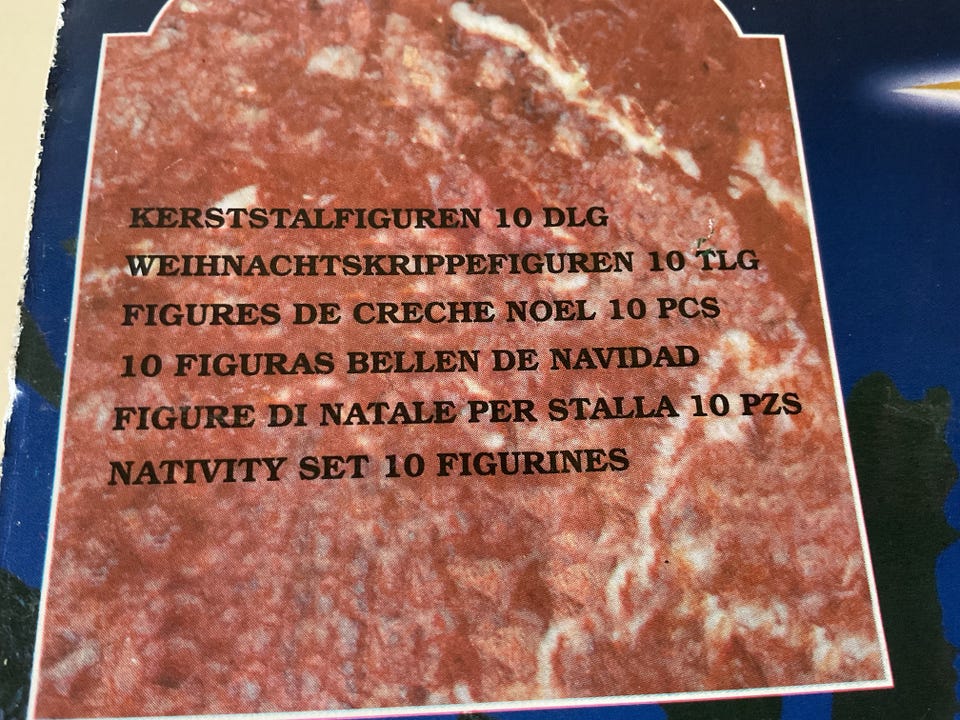 KERSTSTALFIGUREN 10 DLG
WEIHNACHTSKRIPPEFIGUREN 10 TLG
FIGURES DE CRECHE NOEL 10 PCS
10 FIGURAS BELLEN DE NAVIDAD
FIGURE DI NATALE PER STALLA 10 PZS
NATIVITY SET 10 FIGURINES